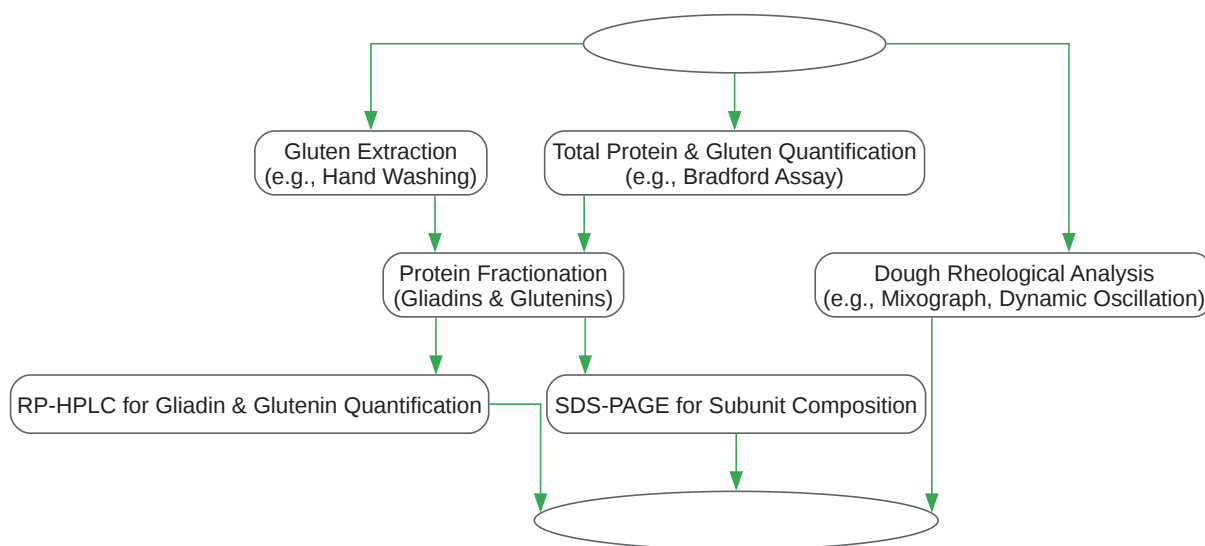 Gluten Extraction
(e.g., Hand Washing)
Total Protein & Gluten Quantification
(e.g., Bradford Assay)
Protein Fractionation
(Gliadins & Glutenins)
Dough Rheological Analysis
(e.g., Mixograph, Dynamic Oscillation)
RP-HPLC for Gliadin & Glutenin Quantification
SDS-PAGE for Subunit Composition